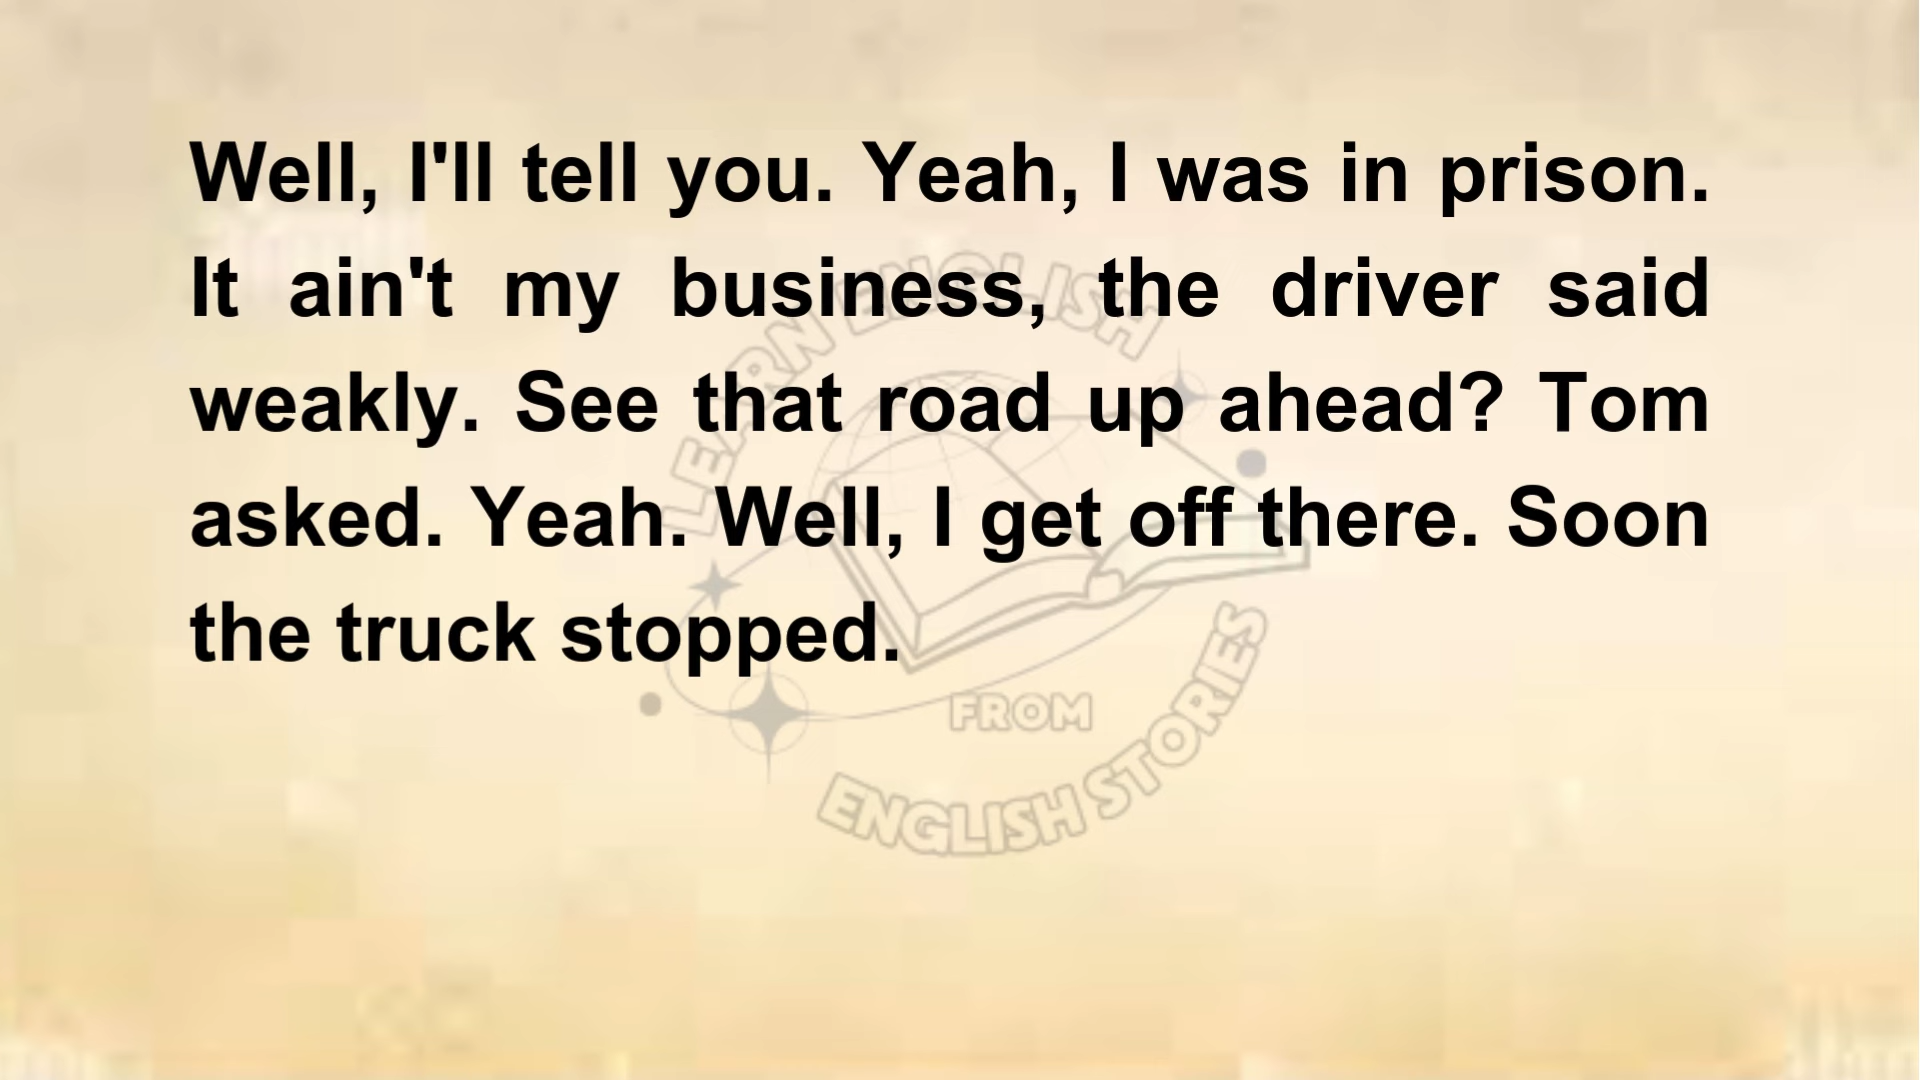 Well, I'll tell you. Yeah, I was in prison.
It ain't my business, the driver said
weakly. See that road up ahead? Tom
asked. Yeah. Well, I get off there. Soon
the truck stopped.
LEARN ENGLISH
FROM
ENGLISH STORIES